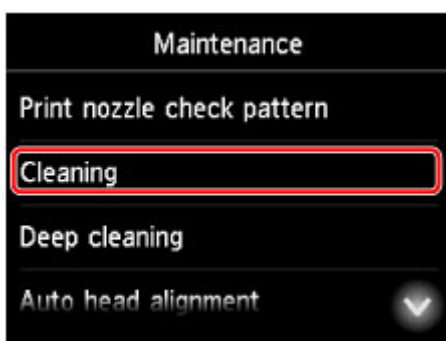 Maintenance
Print nozzle check pattern
Cleaning
Deep cleaning
Auto head alignment